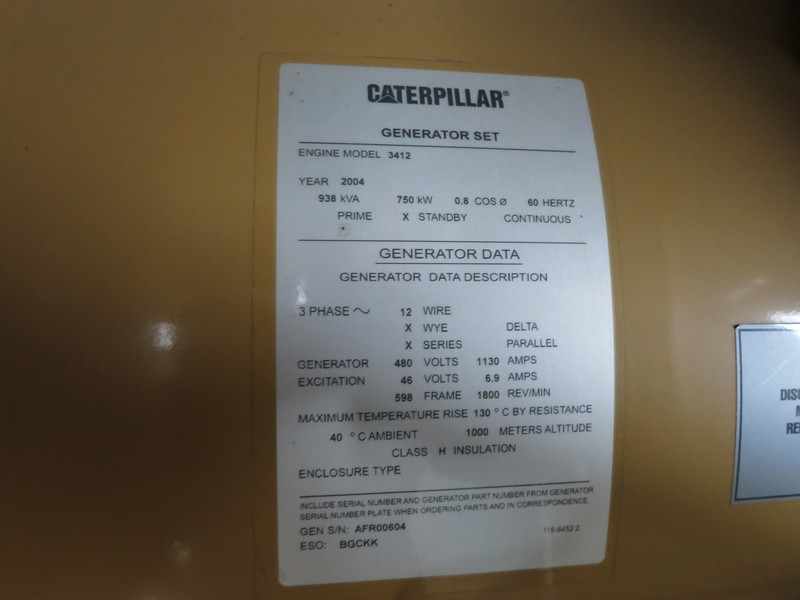 CATERPILLAR®
GENERATOR SET
ENGINE MODEL 3412
YEAR 2004
938 kVA 750 kW 0.8 COS Ø 60 HERTZ
PRIME X STANDBY CONTINUOUS
GENERATOR DATA
GENERATOR DATA DESCRIPTION
3 PHASE ～ 12 WIRE
X WYE DELTA
X SERIES PARALLEL
GENERATOR 480 VOLTS 1130 AMPS
EXCITATION 46 VOLTS 6.9 AMPS
598 FRAME 1800 REV/MIN
MAXIMUM TEMPERATURE RISE 130 ° C BY RESISTANCE
40 ° C AMBIENT 1000 METERS ALTITUDE
CLASS H INSULATION
ENCLOSURE TYPE
INCLUDE SERIAL NUMBER AND GENERATOR PART NUMBER FROM GENERATOR
SERIAL NUMBER PLATE WHEN ORDERING PARTS AND IN CORRESPONDENCE.
GEN S/N: AFR00604
ESO: BGCKK